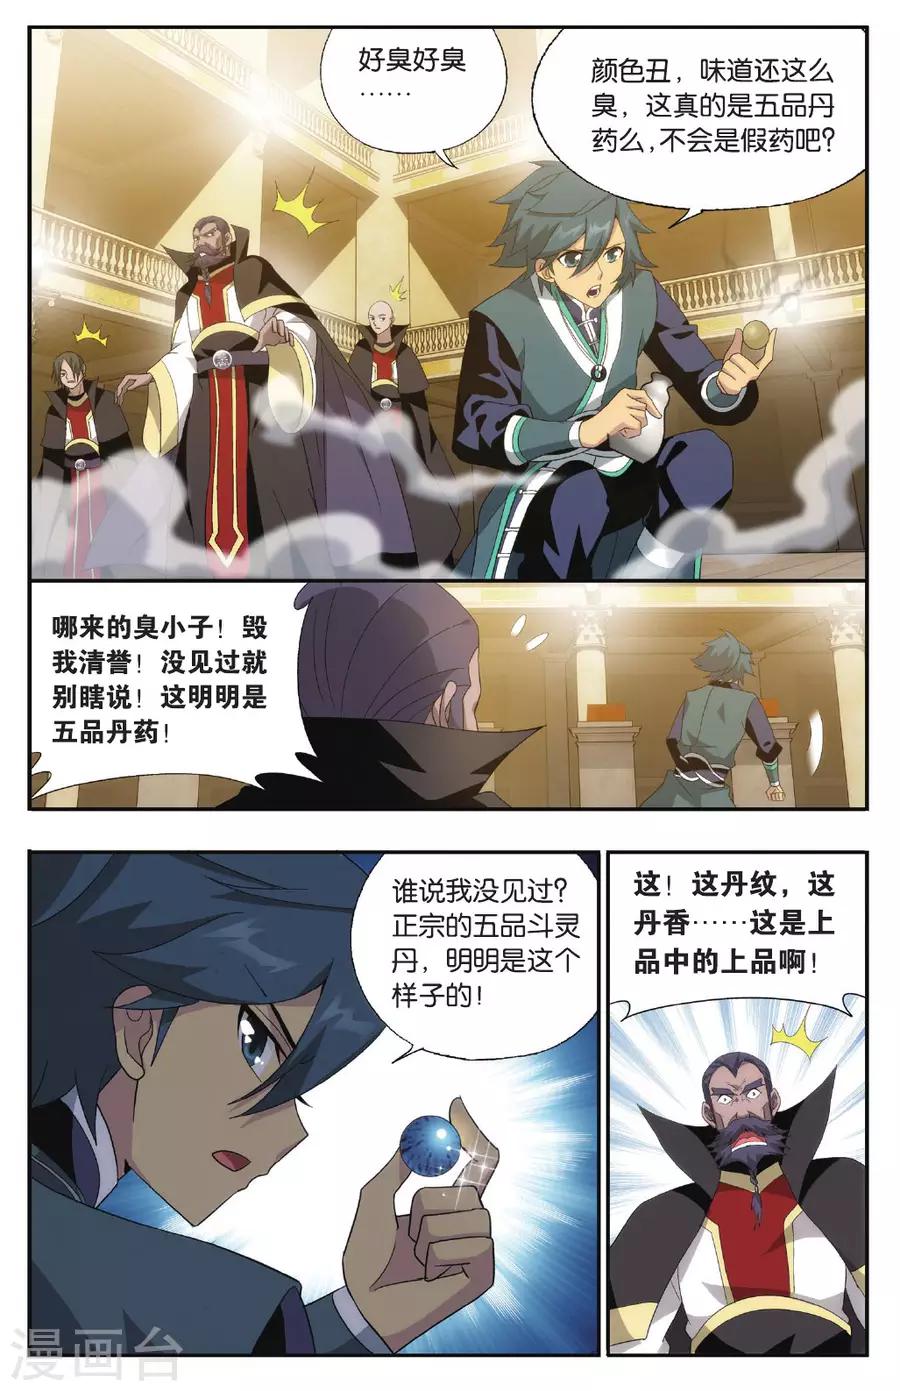 好臭好臭
……
颜色丑，味道还这么
臭，这真的是五品丹
药么，不会是假药吧？
哪来的臭小子！毁
我清誉！没见过就
别瞎说！这明明是
五品丹药！
谁说我没见过？
正宗的五品斗灵
丹，明明是这个
样子的！
这！这丹纹，这
丹香……这是上
品中的上品啊！
漫画台